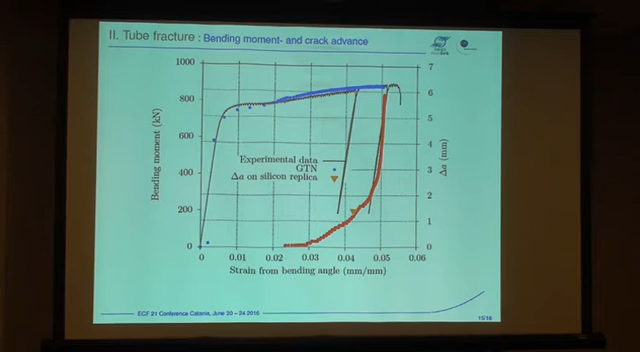 II. Tube fracture : Bending moment- and crack advance
1000
800
600
400
200
0
Bending moment (kN)
7
6
5
4
3
2
1
0
Δa (mm)
Experimental data
GTN
Δa on silicon replica
0
0.01
0.02
0.03
0.04
0.05
0.06
Strain from bending angle (mm/mm)
ECF 21 Conference Catania, June 20 – 24 2016
15/16